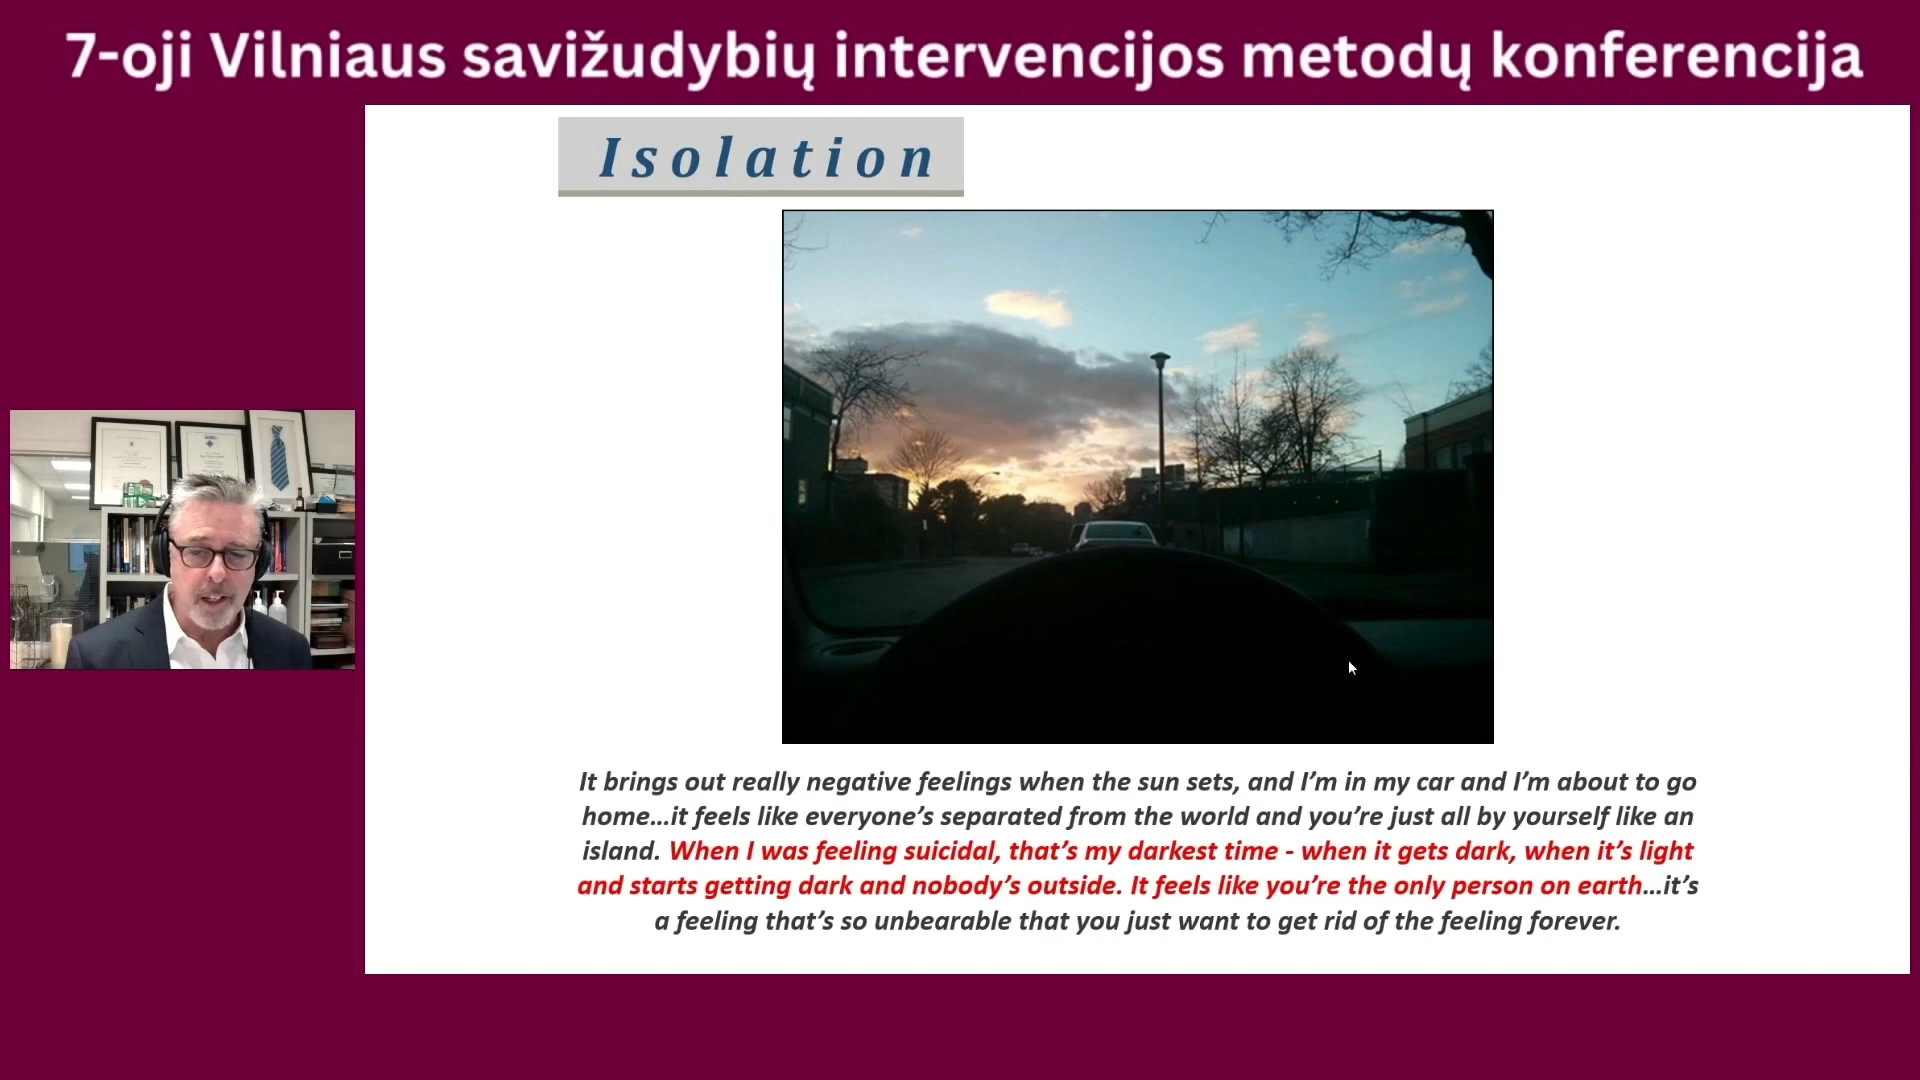 7-oji Vilniaus savižudybių intervencijos metodų konferencija
Isolation
It brings out really negative feelings when the sun sets, and I’m in my car and I’m about to go
home…it feels like everyone’s separated from the world and you’re just all by yourself like an
island. When I was feeling suicidal, that’s my darkest time - when it gets dark, when it’s light
and starts getting dark and nobody’s outside. It feels like you’re the only person on earth…it’s
a feeling that’s so unbearable that you just want to get rid of the feeling forever.